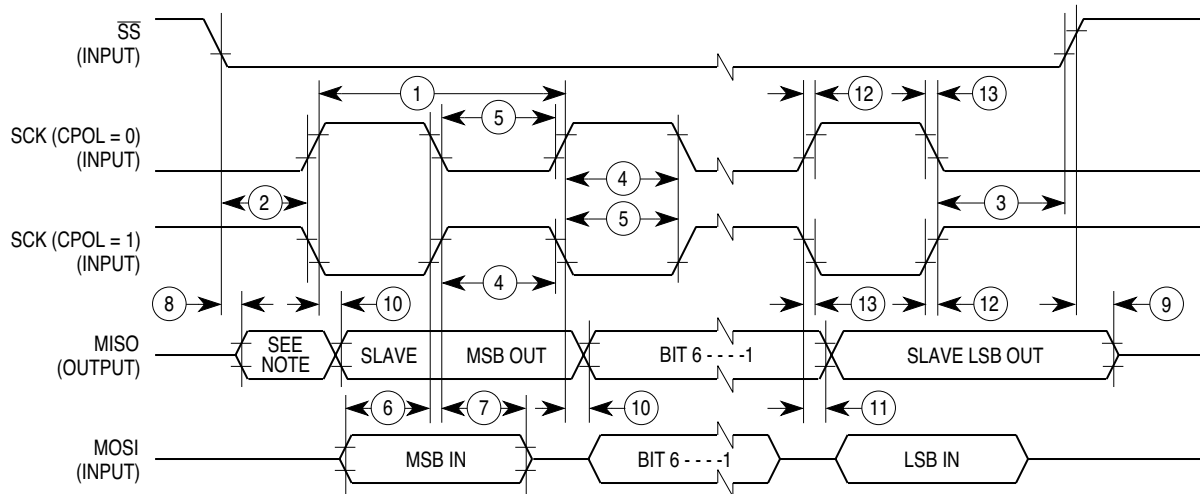 SS
(INPUT)
1
12
13
5
SCK (CPOL = 0)
(INPUT)
4
2
3
5
SCK (CPOL = 1)
(INPUT)
4
8
10
13
12
9
MISO
(OUTPUT)
SEE
NOTE
SLAVE
MSB OUT
BIT 6 - - - -1
SLAVE LSB OUT
6
7
10
11
MOSI
(INPUT)
MSB IN
BIT 6 - - - -1
LSB IN